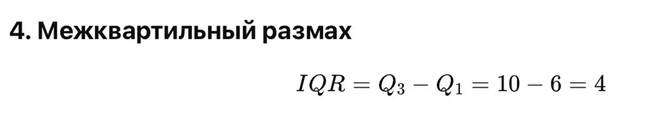 4. Межквартильный размах
IQR = Q₃ − Q₁ = 10 − 6 = 4